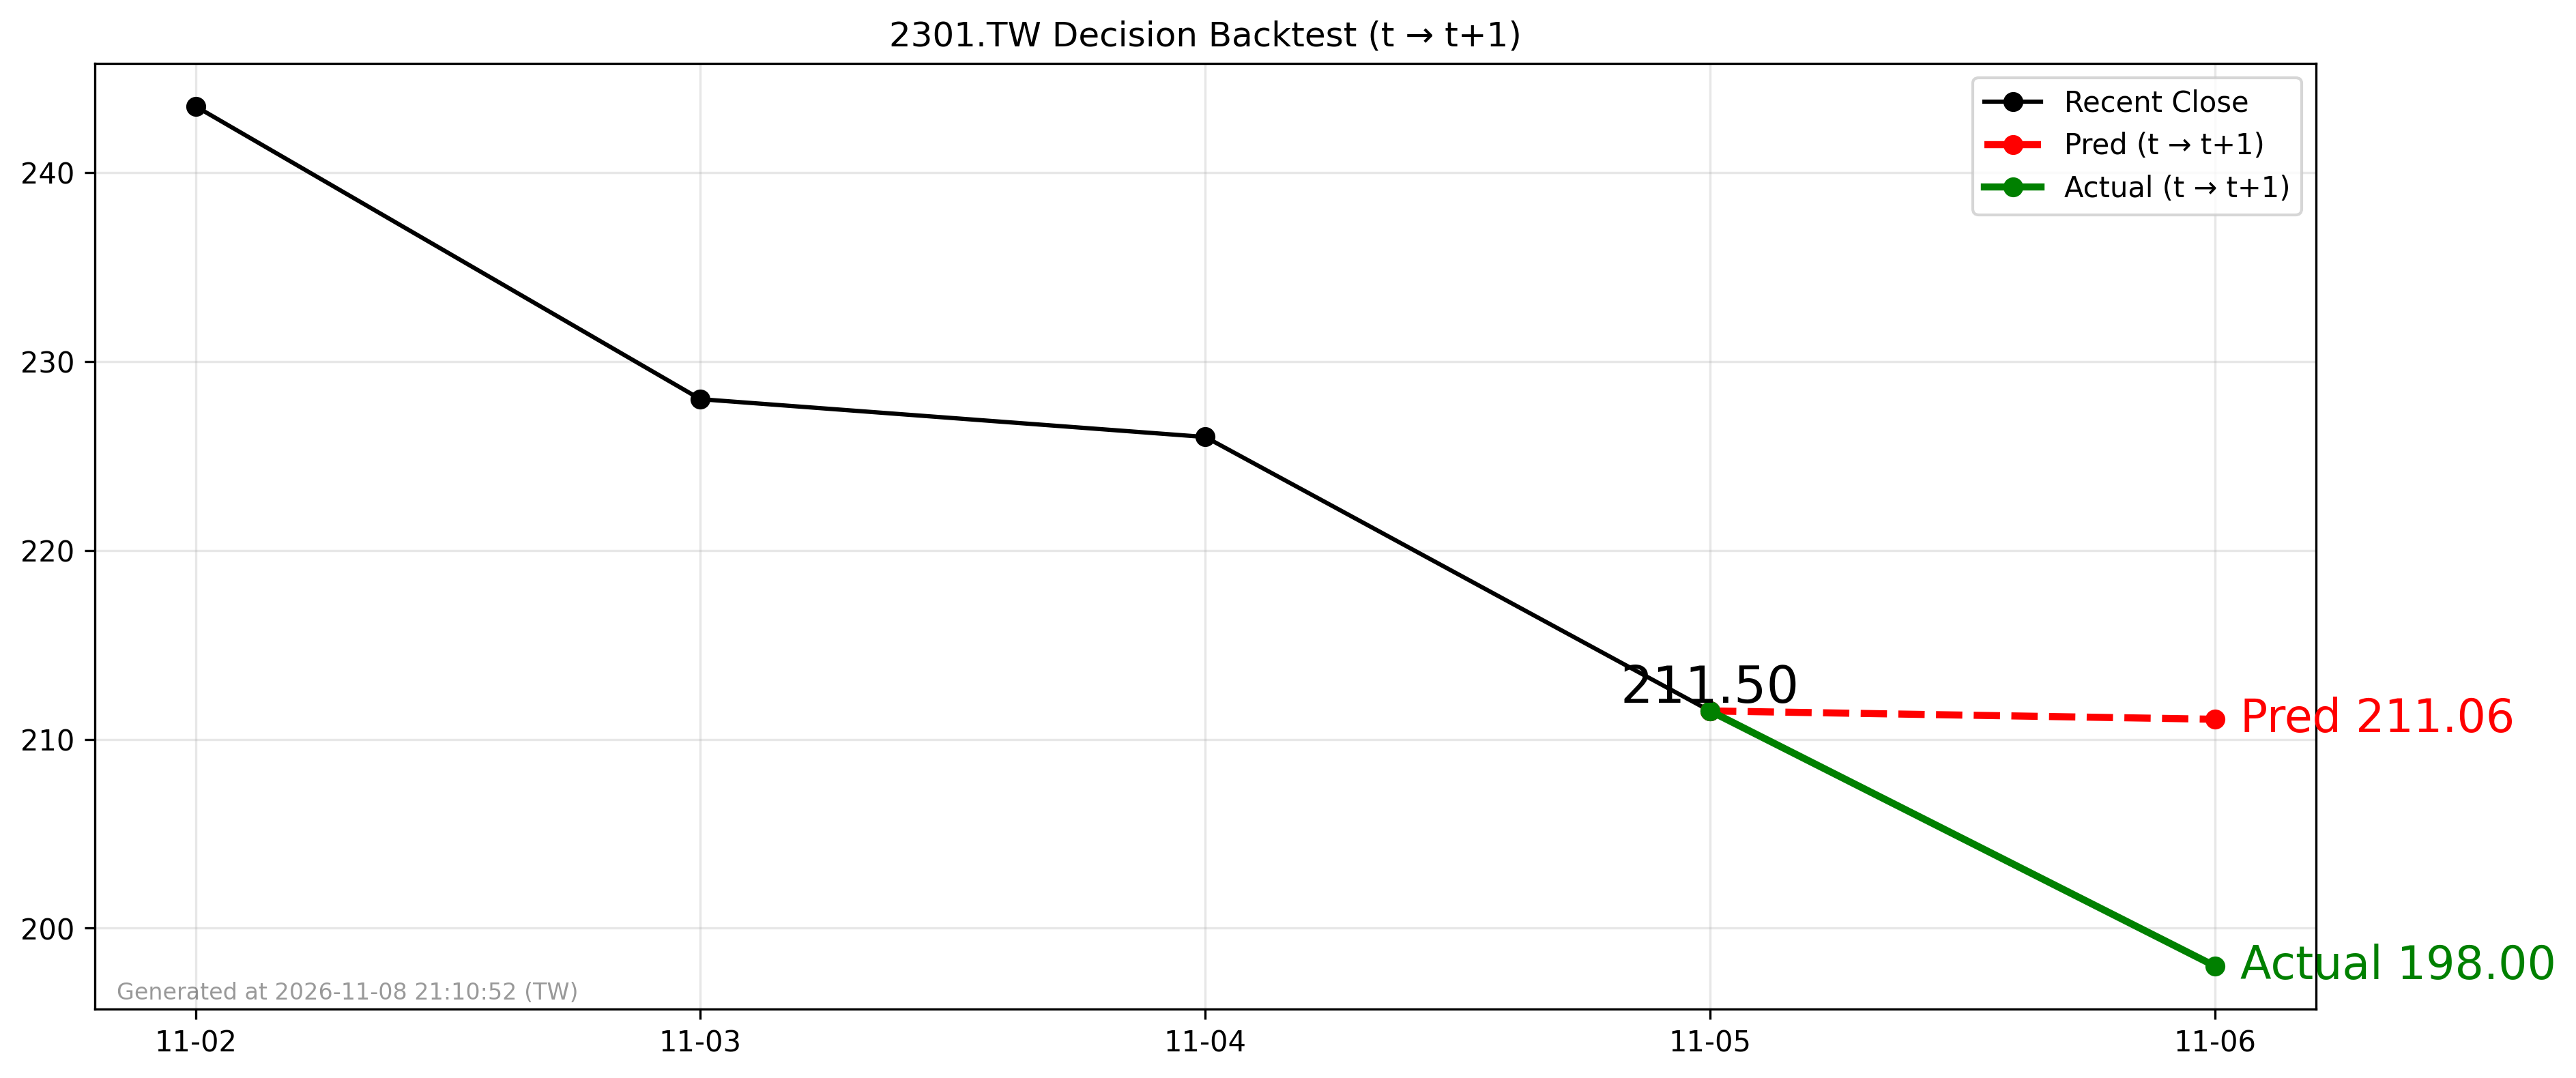 2301.TW Decision Backtest (t → t+1)
Recent Close
Pred (t → t+1)
Actual (t → t+1)
240
230
220
210
200
211.50
Pred 211.06
Actual 198.00
Generated at 2026-11-08 21:10:52 (TW)
11-02
11-03
11-04
11-05
11-06